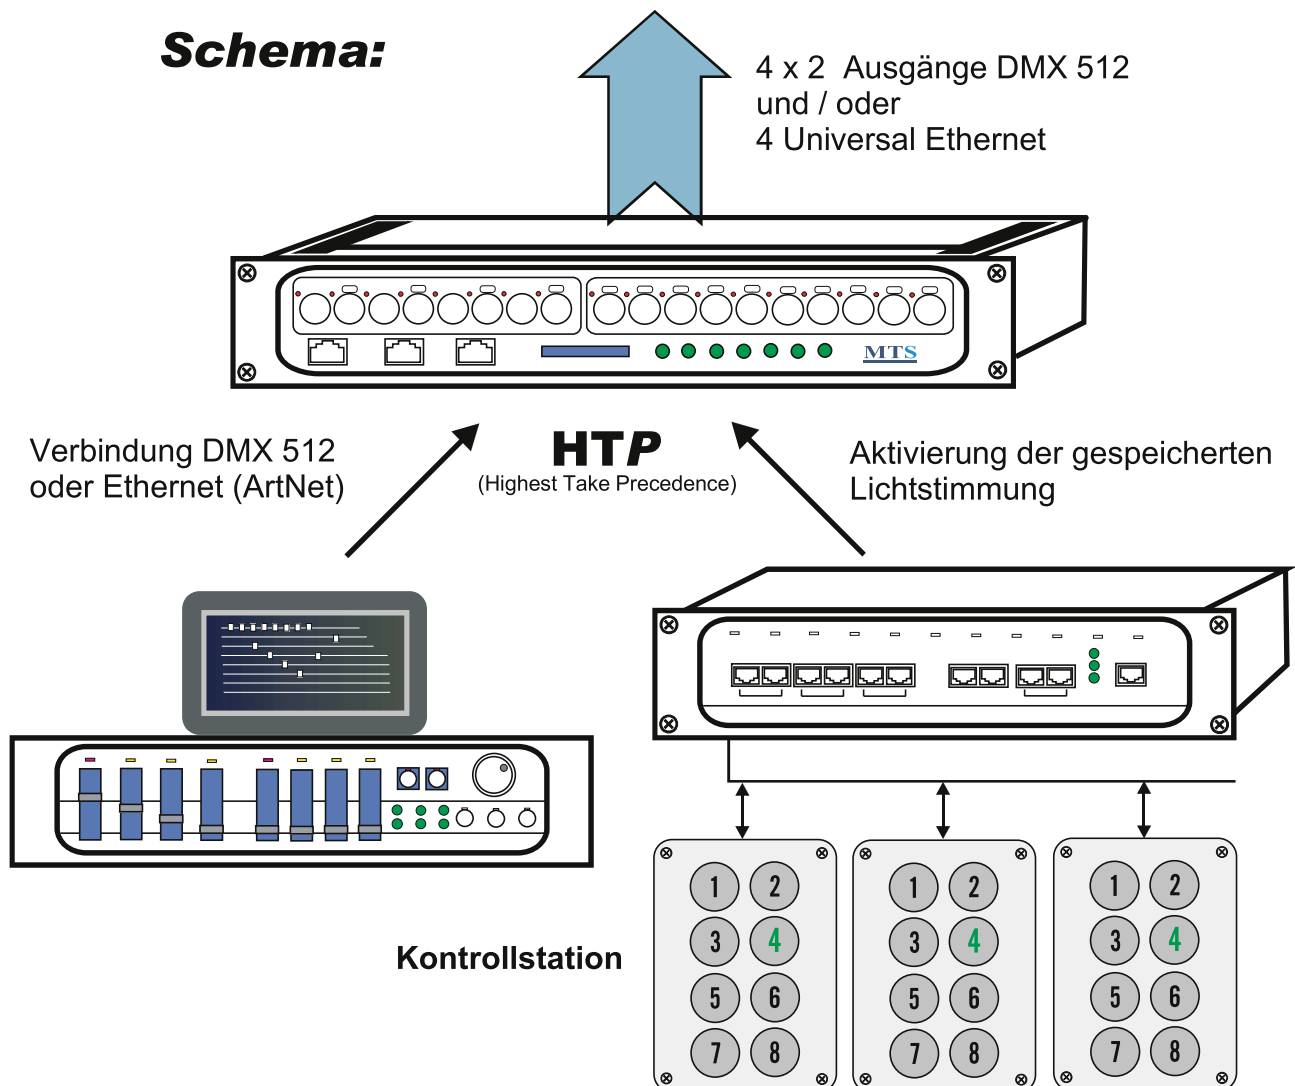 Schema:
4 x 2 Ausgänge DMX 512
und / oder
4 Universal Ethernet
MTS
Verbindung DMX 512
oder Ethernet (ArtNet)
HTP
(Highest Take Precedence)
Aktivierung der gespeicherten
Lichtstimmung
Kontrollstation
1 2
3 4
5 6
7 8
1 2
3 4
5 6
7 8
1 2
3 4
5 6
7 8